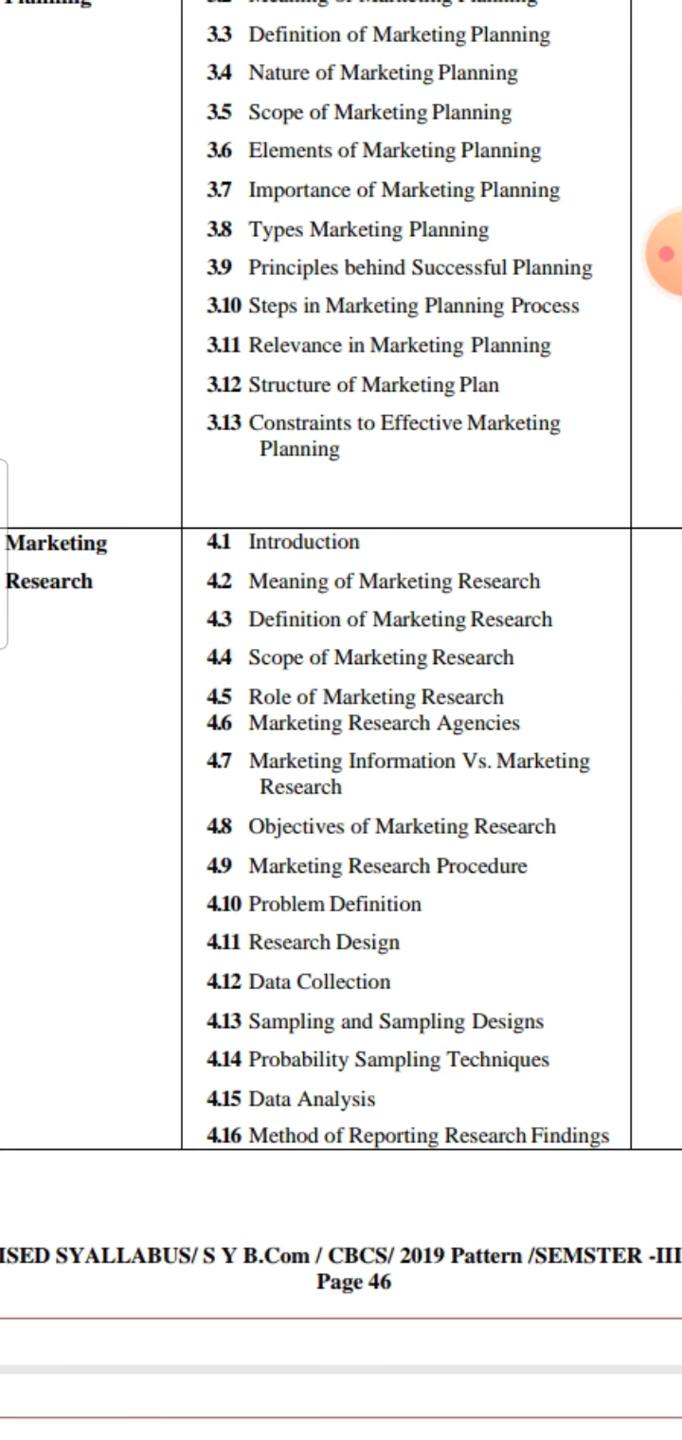 Planning
3.2 Meaning of Marketing Planning
3.3 Definition of Marketing Planning
3.4 Nature of Marketing Planning
3.5 Scope of Marketing Planning
3.6 Elements of Marketing Planning
3.7 Importance of Marketing Planning
3.8 Types Marketing Planning
3.9 Principles behind Successful Planning
3.10 Steps in Marketing Planning Process
3.11 Relevance in Marketing Planning
3.12 Structure of Marketing Plan
3.13 Constraints to Effective Marketing
Planning
Marketing
Research
4.1 Introduction
4.2 Meaning of Marketing Research
4.3 Definition of Marketing Research
4.4 Scope of Marketing Research
4.5 Role of Marketing Research
4.6 Marketing Research Agencies
4.7 Marketing Information Vs. Marketing
Research
4.8 Objectives of Marketing Research
4.9 Marketing Research Procedure
4.10 Problem Definition
4.11 Research Design
4.12 Data Collection
4.13 Sampling and Sampling Designs
4.14 Probability Sampling Techniques
4.15 Data Analysis
4.16 Method of Reporting Research Findings
ISED SYALLABUS/ S Y B.Com / CBCS/ 2019 Pattern /SEMSTER -III
Page 46